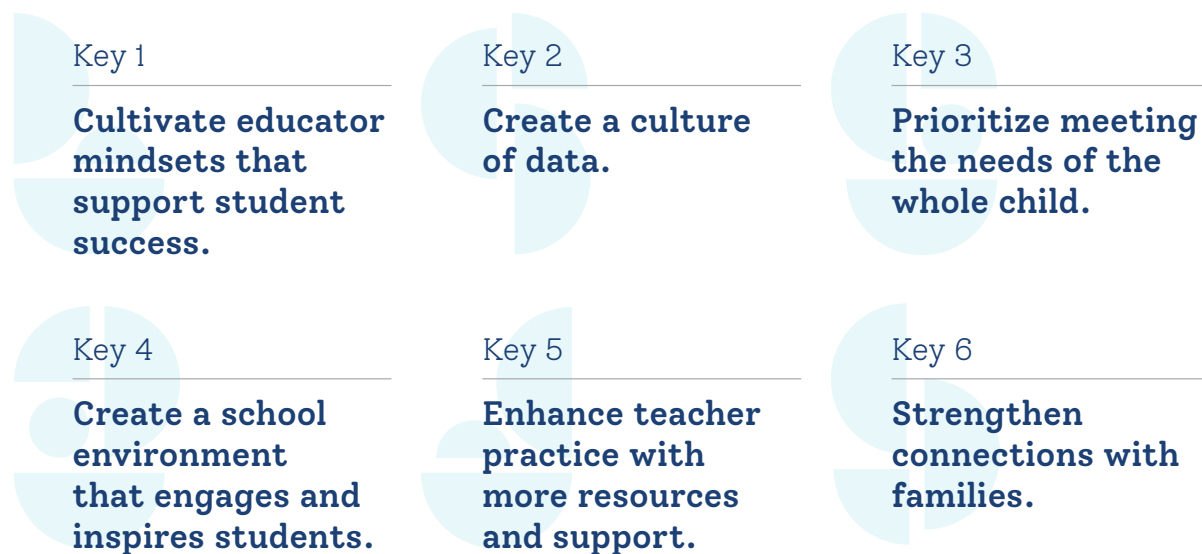 Key 1
Cultivate educator
mindsets that
support student
success.
Key 2
Create a culture
of data.
Key 3
Prioritize meeting
the needs of the
whole child.
Key 4
Create a school
environment
that engages and
inspires students.
Key 5
Enhance teacher
practice with
more resources
and support.
Key 6
Strengthen
connections with
families.